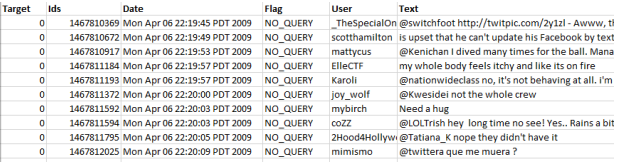 Target Ids Date Flag User Text
0 1467810369 Mon Apr 06 22:19:45 PDT 2009 NO_QUERY _TheSpecialOn @switchfoot http://twitpic.com/2y1zl - Awww, t
0 1467810672 Mon Apr 06 22:19:49 PDT 2009 NO_QUERY scotthamilton is upset that he can't update his Facebook by text
0 1467810917 Mon Apr 06 22:19:53 PDT 2009 NO_QUERY mattycus @Kenichan I dived many times for the ball. Mana
0 1467811184 Mon Apr 06 22:19:57 PDT 2009 NO_QUERY ElleCTF my whole body feels itchy and like its on fire
0 1467811193 Mon Apr 06 22:19:57 PDT 2009 NO_QUERY Karoli @nationwideclass no, it's not behaving at all. i'm
0 1467811372 Mon Apr 06 22:20:00 PDT 2009 NO_QUERY joy_wolf @Kwesidei not the whole crew
0 1467811592 Mon Apr 06 22:20:03 PDT 2009 NO_QUERY mybirch Need a hug
0 1467811594 Mon Apr 06 22:20:03 PDT 2009 NO_QUERY coZZ @LOLTrish hey long time no see! Yes.. Rains a bit
0 1467811795 Mon Apr 06 22:20:05 PDT 2009 NO_QUERY 2Hood4Hollyw @Tatiana_K nope they didn't have it
0 1467812025 Mon Apr 06 22:20:09 PDT 2009 NO_QUERY mimismo @twittera que me muera ?